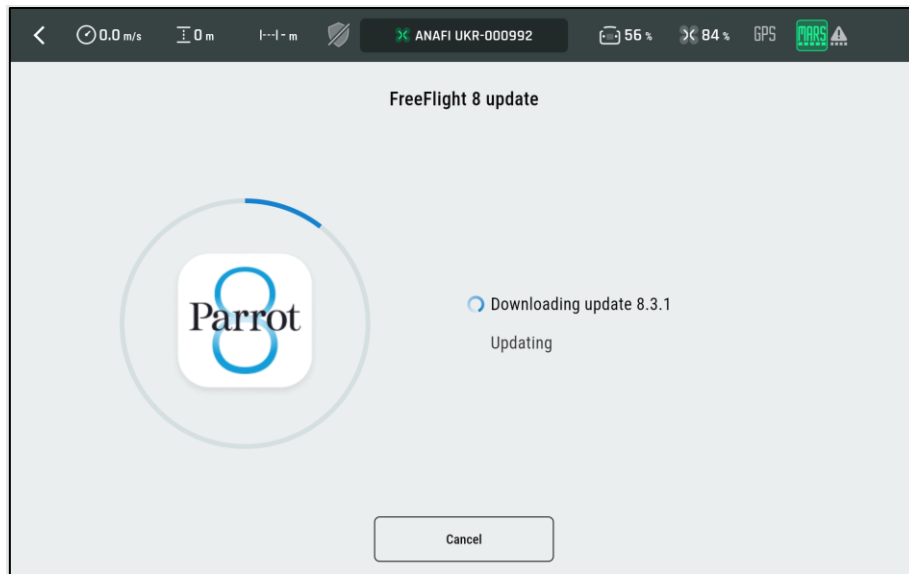 0.0 m/s 0 m - m ANAFI UKR-000992 56 % 84 % GPS MARS
FreeFlight 8 update
Parrot
8
Downloading update 8.3.1
Updating
Cancel